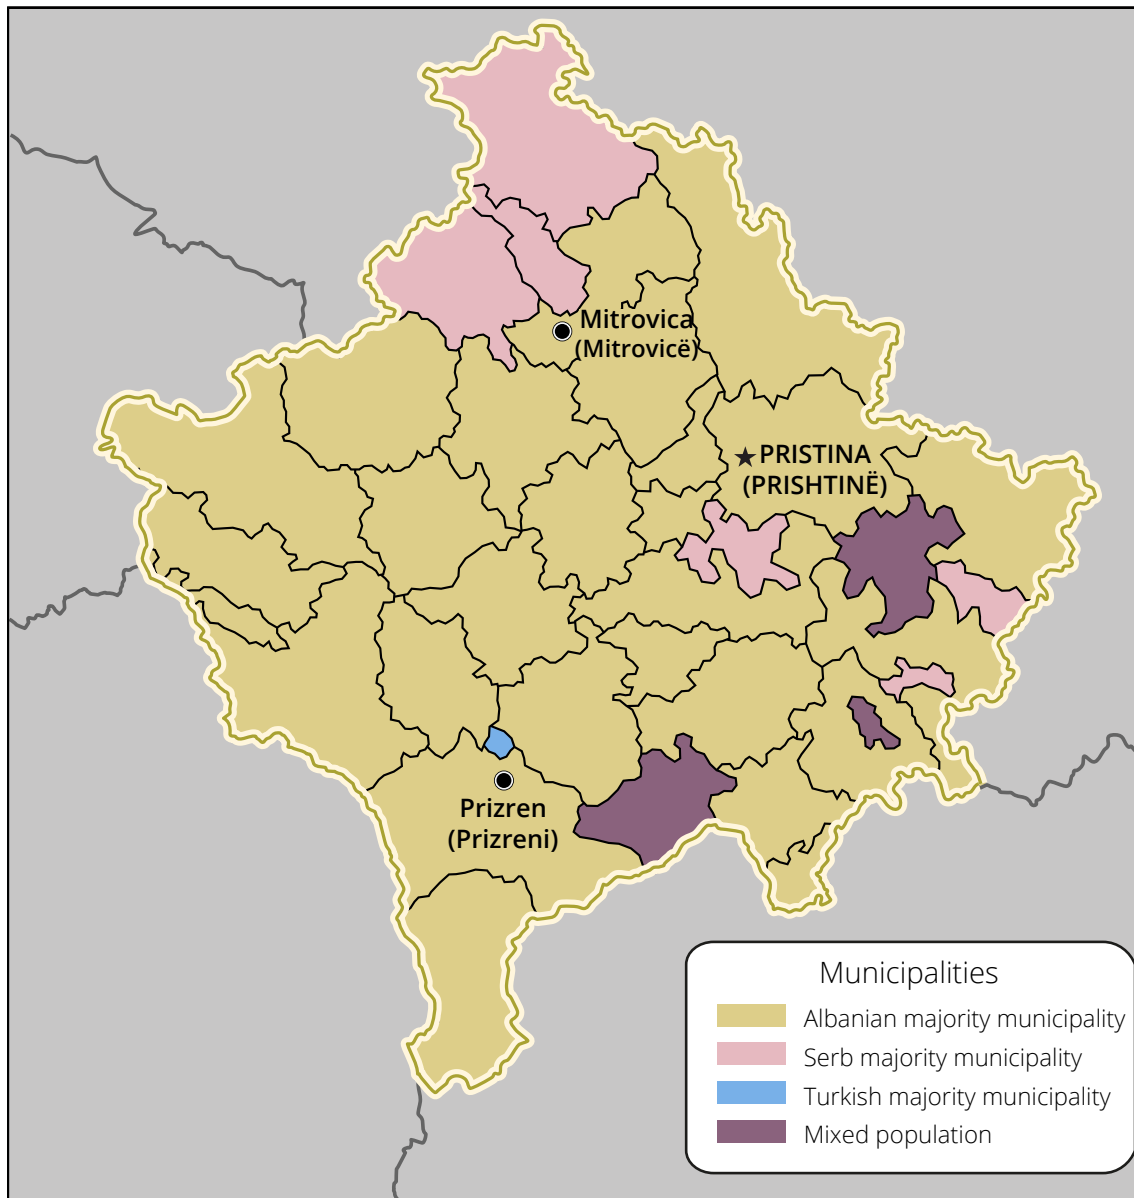 Mitrovica
(Mitrovicë)
PRISTINA
(PRISHTINË)
Prizren
(Prizreni)
Municipalities
Albanian majority municipality
Serb majority municipality
Turkish majority municipality
Mixed population